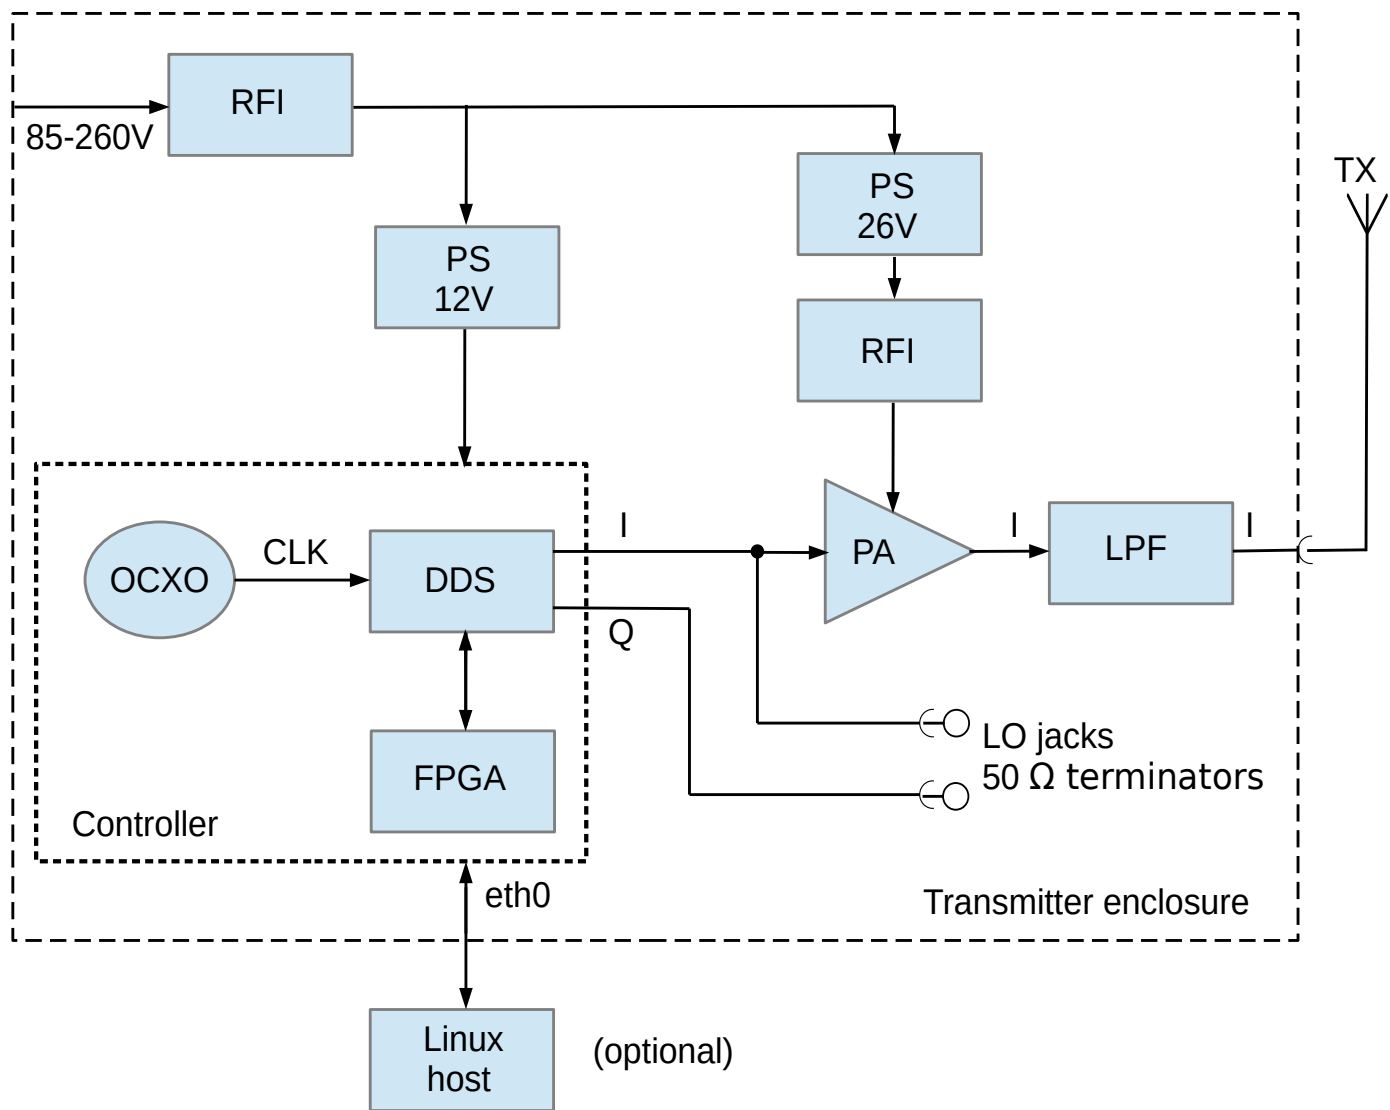 RFI
85-260V
PS
26V
TX
PS
12V
RFI
I
I
I
CLK
OCXO
DDS
PA
LPF
Q
FPGA
LO jacks
50 Ω terminators
Controller
eth0
Transmitter enclosure
Linux
host
(optional)